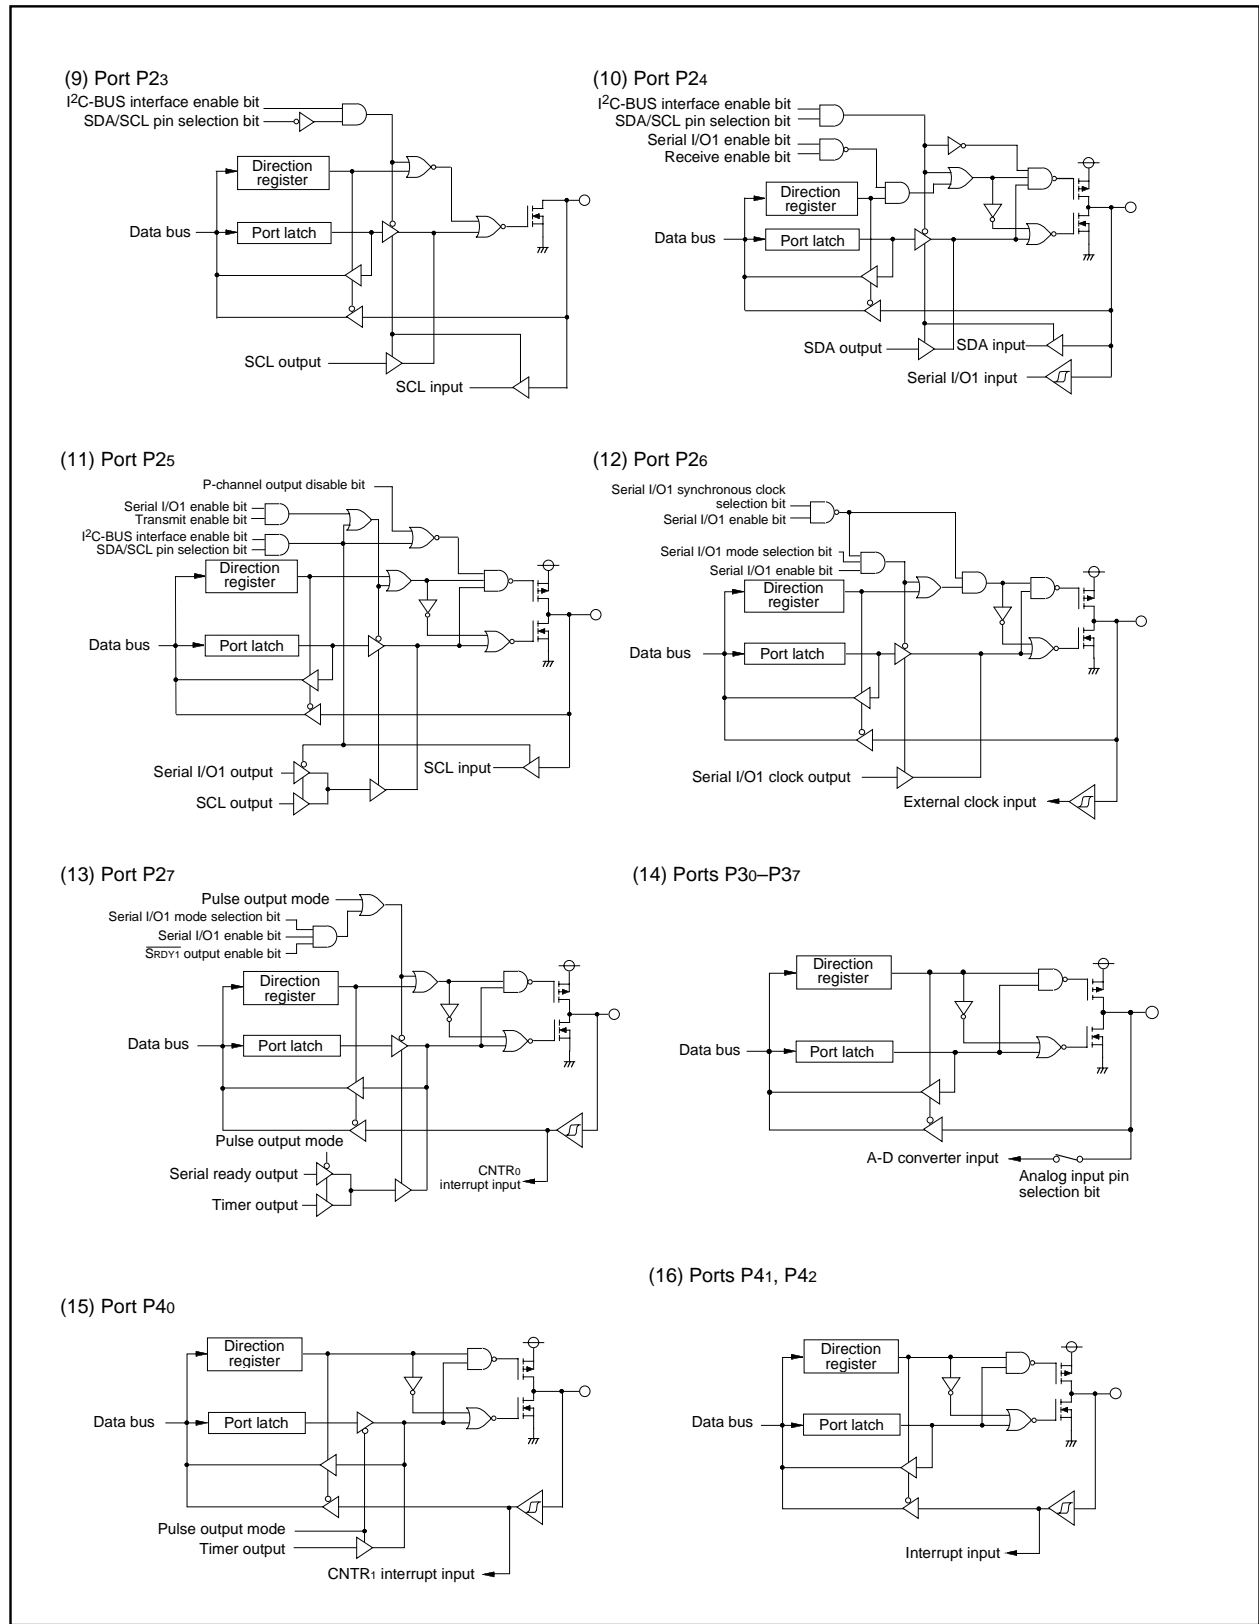 (9) Port P23
I2C-BUS interface enable bit
SDA/SCL pin selection bit
Direction
register
Port latch
Data bus
SCL output
SCL input
(10) Port P24
I2C-BUS interface enable bit
SDA/SCL pin selection bit
Serial I/O1 enable bit
Receive enable bit
Direction
register
Port latch
Data bus
SDA output
SDA input
Serial I/O1 input
(11) Port P25
P-channel output disable bit
Serial I/O1 enable bit
Transmit enable bit
I2C-BUS interface enable bit
SDA/SCL pin selection bit
Direction
register
Port latch
Data bus
Serial I/O1 output
SCL input
SCL output
(12) Port P26
Serial I/O1 synchronous clock
selection bit
Serial I/O1 enable bit
Serial I/O1 mode selection bit
Serial I/O1 enable bit
Direction
register
Port latch
Data bus
Serial I/O1 clock output
External clock input
(13) Port P27
Pulse output mode
Serial I/O1 mode selection bit
Serial I/O1 enable bit
SRDY1 output enable bit
Direction
register
Data bus
Port latch
Pulse output mode
Serial ready output
CNTR0
interrupt input
Timer output
(14) Ports P30–P37
Direction
register
Data bus
Port latch
A-D converter input
Analog input pin
selection bit
(15) Port P40
Direction
register
Data bus
Port latch
Pulse output mode
Timer output
CNTR1 interrupt input
(16) Ports P41, P42
Direction
register
Data bus
Port latch
Interrupt input